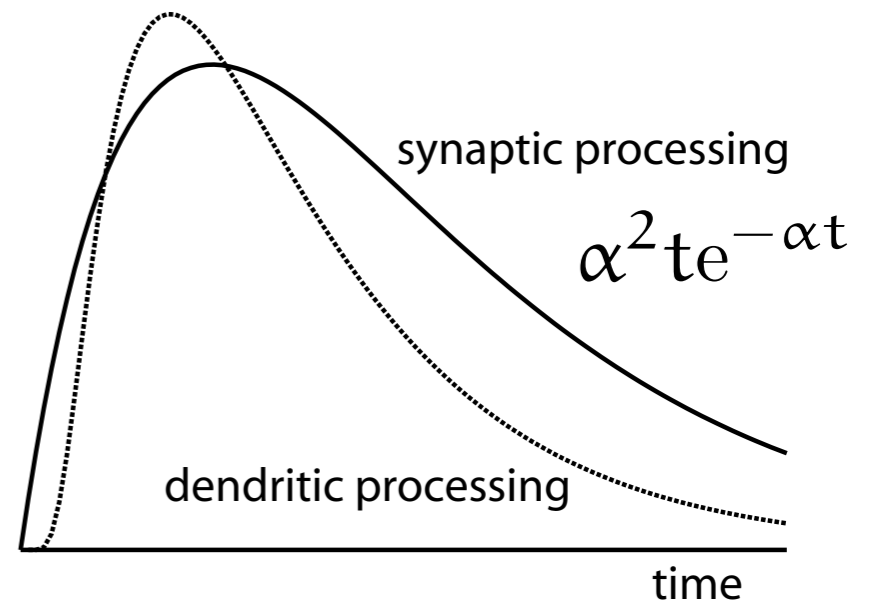 synaptic processing
α²te^{−αt}
dendritic processing
time